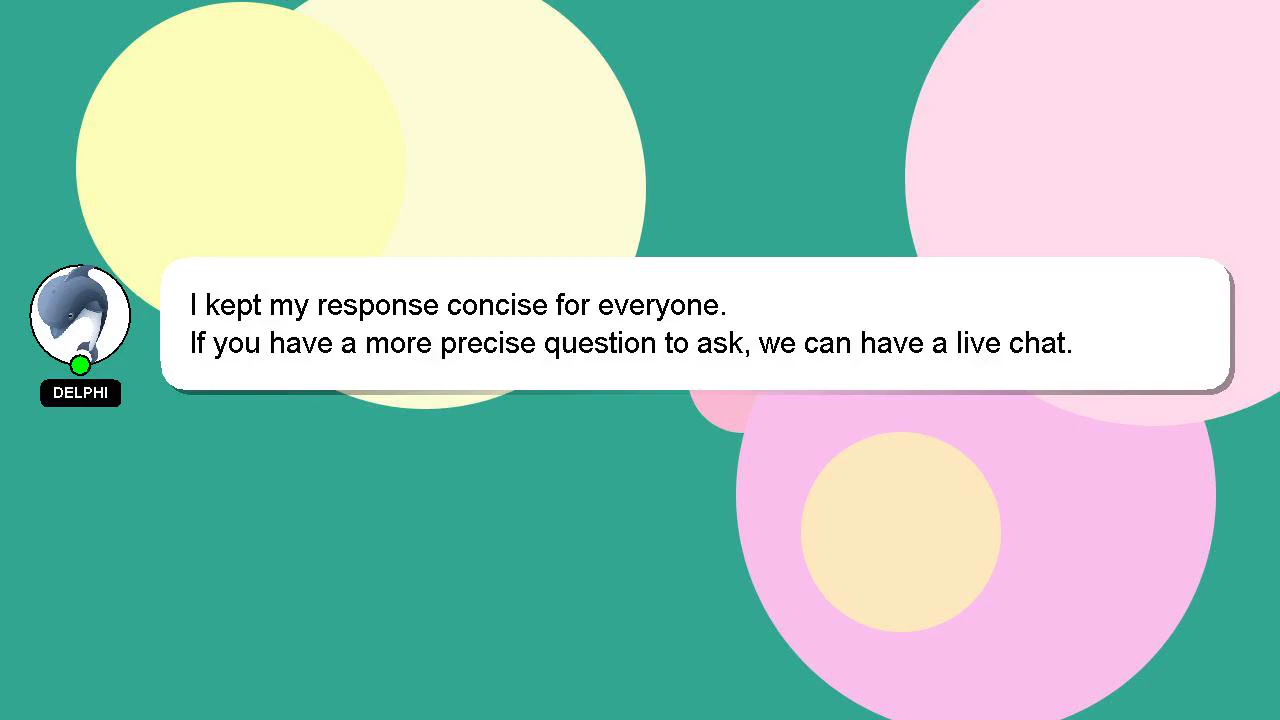 I kept my response concise for everyone.
If you have a more precise question to ask, we can have a live chat.
DELPHI